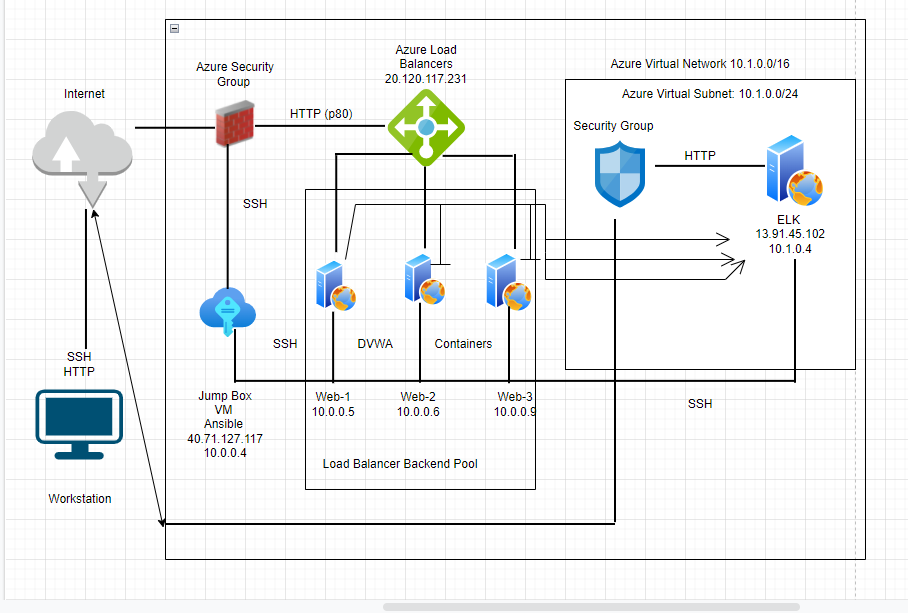 Azure Load
Balancers
20.120.117.231
Azure Security
Group
Azure Virtual Network 10.1.0.0/16
Internet
Azure Virtual Subnet: 10.1.0.0/24
HTTP (p80)
Security Group
HTTP
SSH
ELK
13.91.45.102
10.1.0.4
SSH
DVWA
Containers
SSH
HTTP
Jump Box
VM
Ansible
40.71.127.117
10.0.0.4
Web-1
10.0.0.5
Web-2
10.0.0.6
Web-3
10.0.0.9
SSH
Load Balancer Backend Pool
Workstation